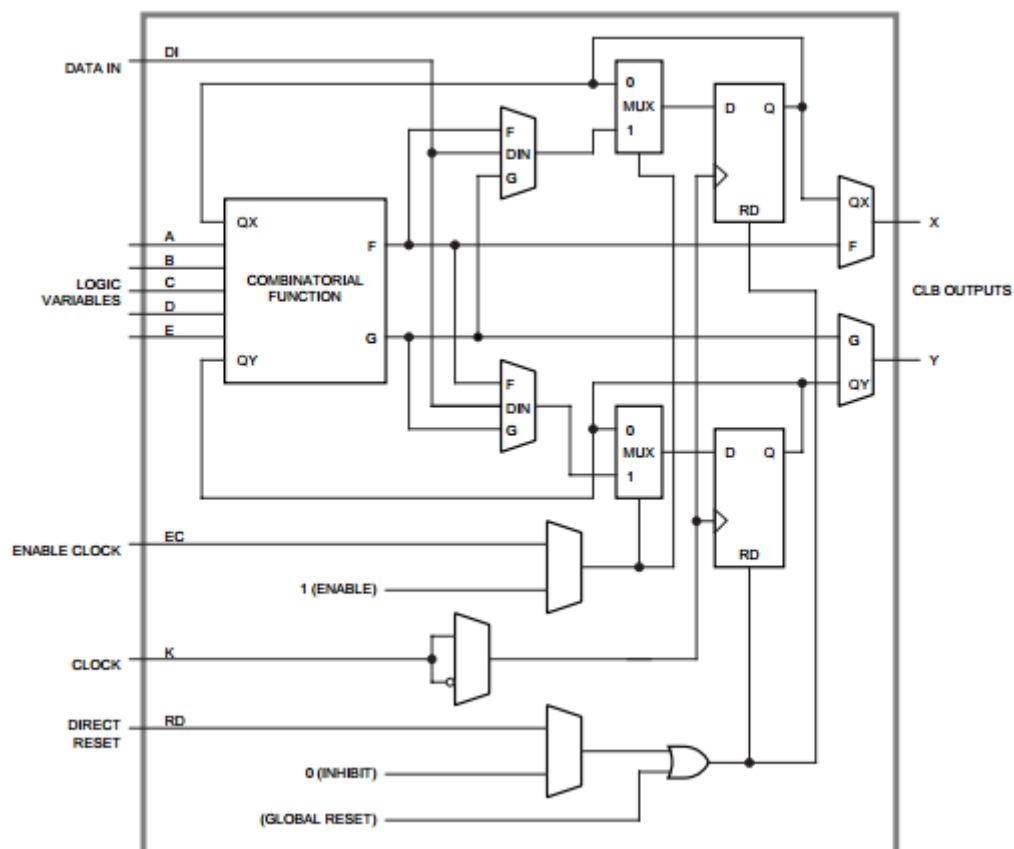 DI
DATA IN
0
MUX
1
D Q
RD
F
DIN
G
QX
F
X
QX
A
B
C
D
E
LOGIC
VARIABLES
COMBINATORIAL
FUNCTION
F
G
QY
CLB OUTPUTS
G
QY
Y
F
DIN
G
0
MUX
1
D Q
RD
EC
ENABLE CLOCK
1 (ENABLE)
K
CLOCK
RD
DIRECT
RESET
0 (INHIBIT)
(GLOBAL RESET)